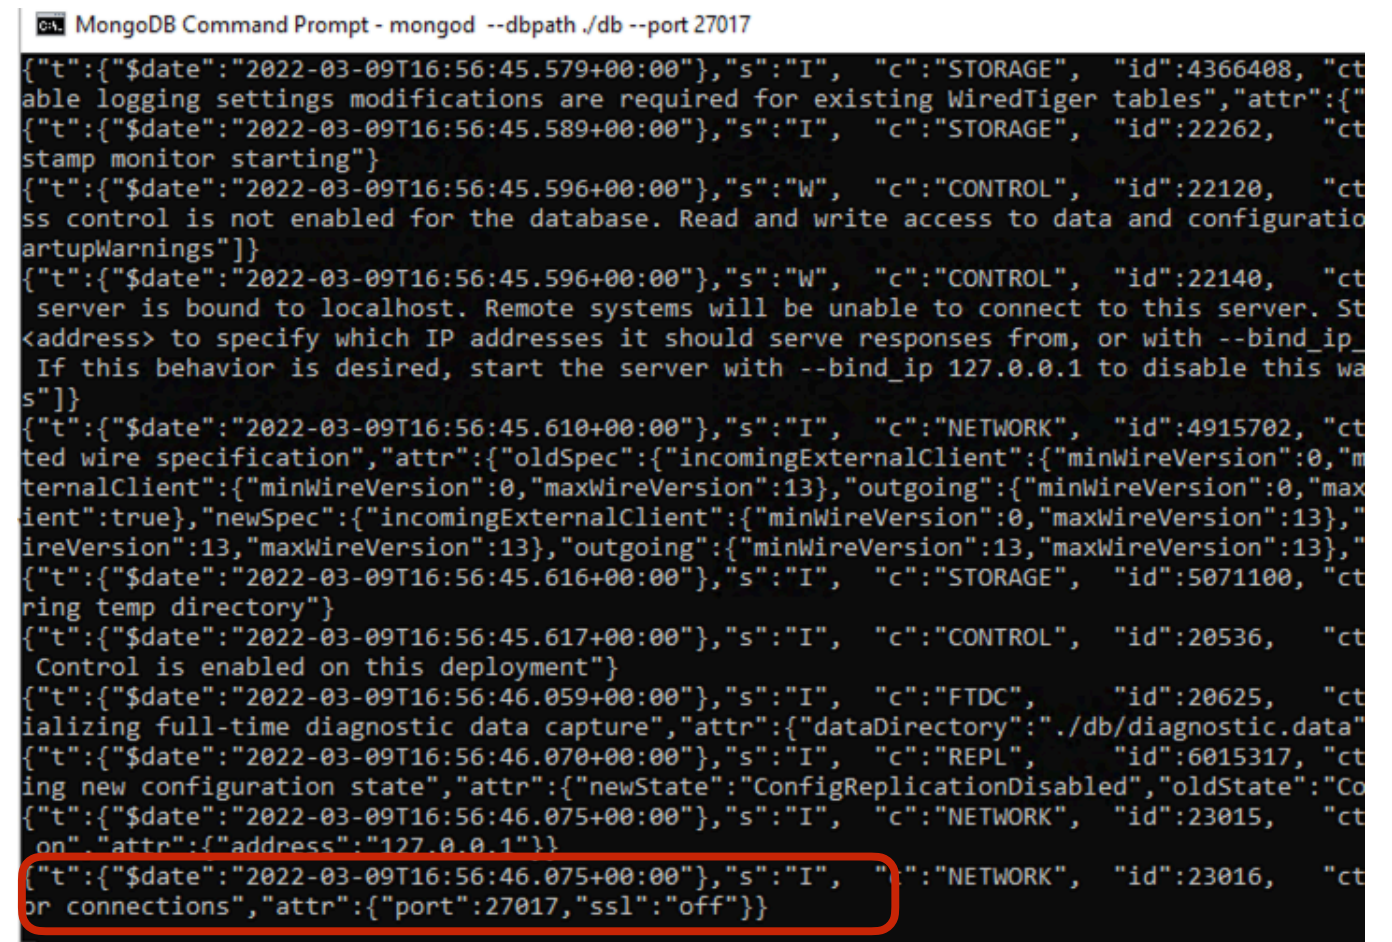 MongoDB Command Prompt - mongod --dbpath ./db --port 27017
{"t":{"$date":"2022-03-09T16:56:45.579+00:00"},"s":"I", "c":"STORAGE", "id":4366408, "ct
able logging settings modifications are required for existing WiredTiger tables","attr":{"
{"t":{"$date":"2022-03-09T16:56:45.589+00:00"},"s":"I", "c":"STORAGE", "id":22262, "ct
stamp monitor starting"}
{"t":{"$date":"2022-03-09T16:56:45.596+00:00"},"s":"W", "c":"CONTROL", "id":22120, "ct
ss control is not enabled for the database. Read and write access to data and configuratio
artupWarnings"]}
{"t":{"$date":"2022-03-09T16:56:45.596+00:00"},"s":"W", "c":"CONTROL", "id":22140, "ct
server is bound to localhost. Remote systems will be unable to connect to this server. St
<address> to specify which IP addresses it should serve responses from, or with --bind_ip_
If this behavior is desired, start the server with --bind_ip 127.0.0.1 to disable this wa
s"]}
{"t":{"$date":"2022-03-09T16:56:45.610+00:00"},"s":"I", "c":"NETWORK", "id":4915702, "ct
ted wire specification","attr":{"oldSpec":{"incomingExternalClient":{"minWireVersion":0,"m
ternalClient":{"minWireVersion":0,"maxWireVersion":13},"outgoing":{"minWireVersion":0,"max
ient":true},"newSpec":{"incomingExternalClient":{"minWireVersion":0,"maxWireVersion":13},"
ireVersion":13,"maxWireVersion":13},"outgoing":{"minWireVersion":13,"maxWireVersion":13},"
{"t":{"$date":"2022-03-09T16:56:45.616+00:00"},"s":"I", "c":"STORAGE", "id":5071100, "ct
ring temp directory"}
{"t":{"$date":"2022-03-09T16:56:45.617+00:00"},"s":"I", "c":"CONTROL", "id":20536, "ct
Control is enabled on this deployment"}
{"t":{"$date":"2022-03-09T16:56:46.059+00:00"},"s":"I", "c":"FTDC", "id":20625, "ct
ializing full-time diagnostic data capture","attr":{"dataDirectory":"./db/diagnostic.data"
{"t":{"$date":"2022-03-09T16:56:46.070+00:00"},"s":"I", "c":"REPL", "id":6015317, "ct
ing new configuration state","attr":{"newState":"ConfigReplicationDisabled","oldState":"Co
{"t":{"$date":"2022-03-09T16:56:46.075+00:00"},"s":"I", "c":"NETWORK", "id":23015, "ct
on","attr":{"address":"127.0.0.1"}}
{"t":{"$date":"2022-03-09T16:56:46.075+00:00"},"s":"I", "c":"NETWORK", "id":23016, "ct
or connections","attr":{"port":27017,"ssl":"off"}}